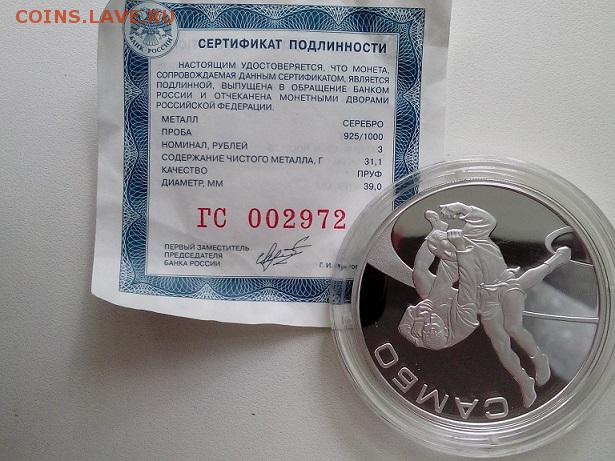 COINS.LAVE.RU
БАНК РОССИИ
СЕРТИФИКАТ ПОДЛИННОСТИ
НАСТОЯЩИМ УДОСТОВЕРЯЕТСЯ, ЧТО МОНЕТА,
СОПРОВОЖДАЕМАЯ ДАННЫМ СЕРТИФИКАТОМ, ЯВЛЯЕТСЯ
ПОДЛИННОЙ, ВЫПУЩЕНА В ОБРАЩЕНИЕ БАНКОМ
РОССИИ И ОТЧЕКАНЕНА МОНЕТНЫМИ ДВОРАМИ
РОССИЙСКОЙ ФЕДЕРАЦИИ.
МЕТАЛЛ СЕРЕБРО
ПРОБА 925/1000
НОМИНАЛ, РУБЛЕЙ 3
СОДЕРЖАНИЕ ЧИСТОГО МЕТАЛЛА, Г 31,1
КАЧЕСТВО ПРУФ
ДИАМЕТР, ММ 39,0
ГС 002972
ПЕРВЫЙ ЗАМЕСТИТЕЛЬ
ПРЕДСЕДАТЕЛЯ
БАНКА РОССИИ Г. И.
САМБО